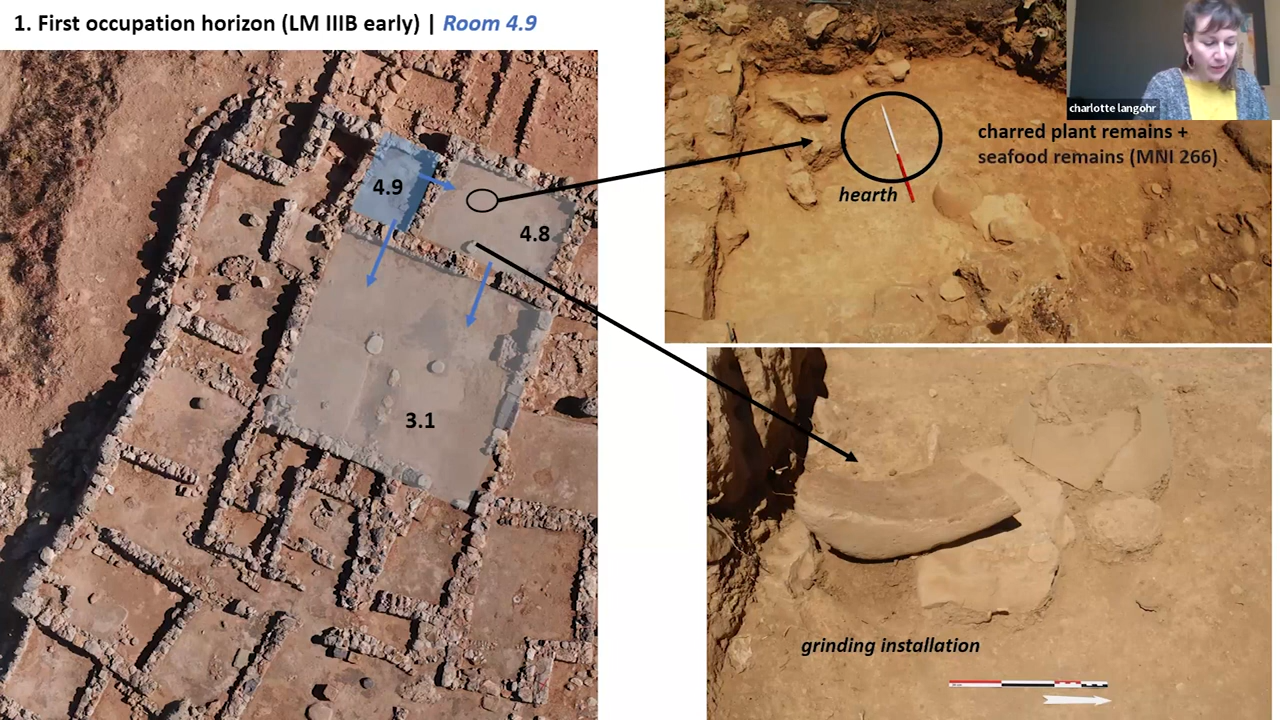 1. First occupation horizon (LM IIIB early) | Room 4.9
charlotte langohr
charred plant remains +
seafood remains (MNI 266)
hearth
4.9
4.8
3.1
grinding installation